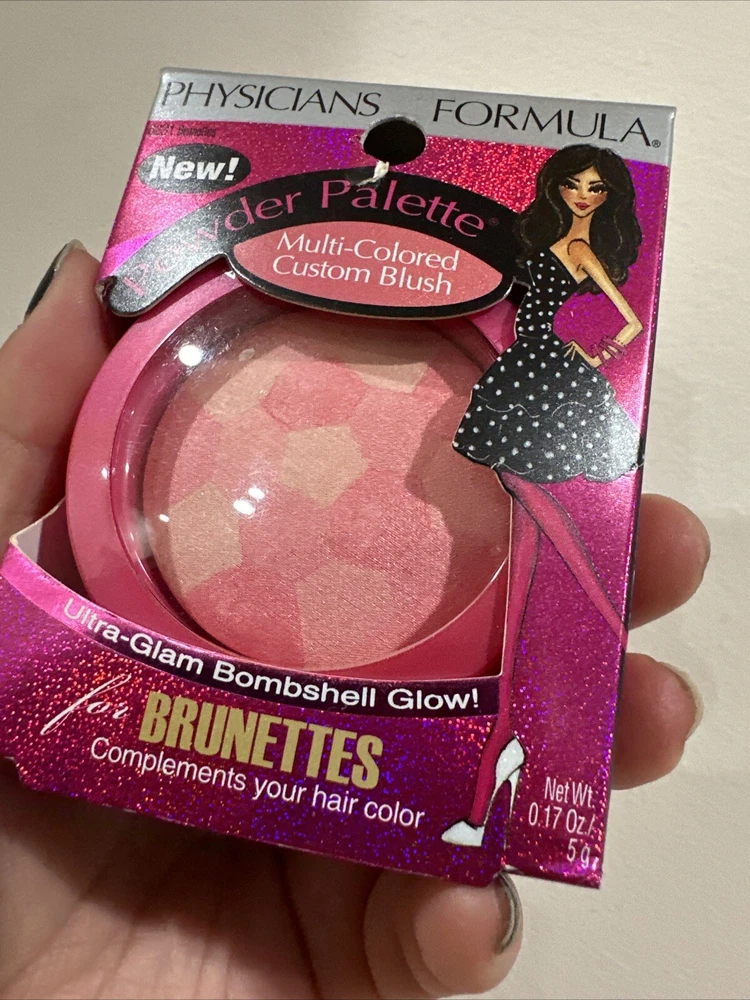 PHYSICIANS FORMULA®
New!
Powder Palette®
Multi-Colored
Custom Blush
Ultra-Glam Bombshell Glow!
for BRUNETTES
Complements your hair color
Net Wt.
0.17 Oz./
5 g